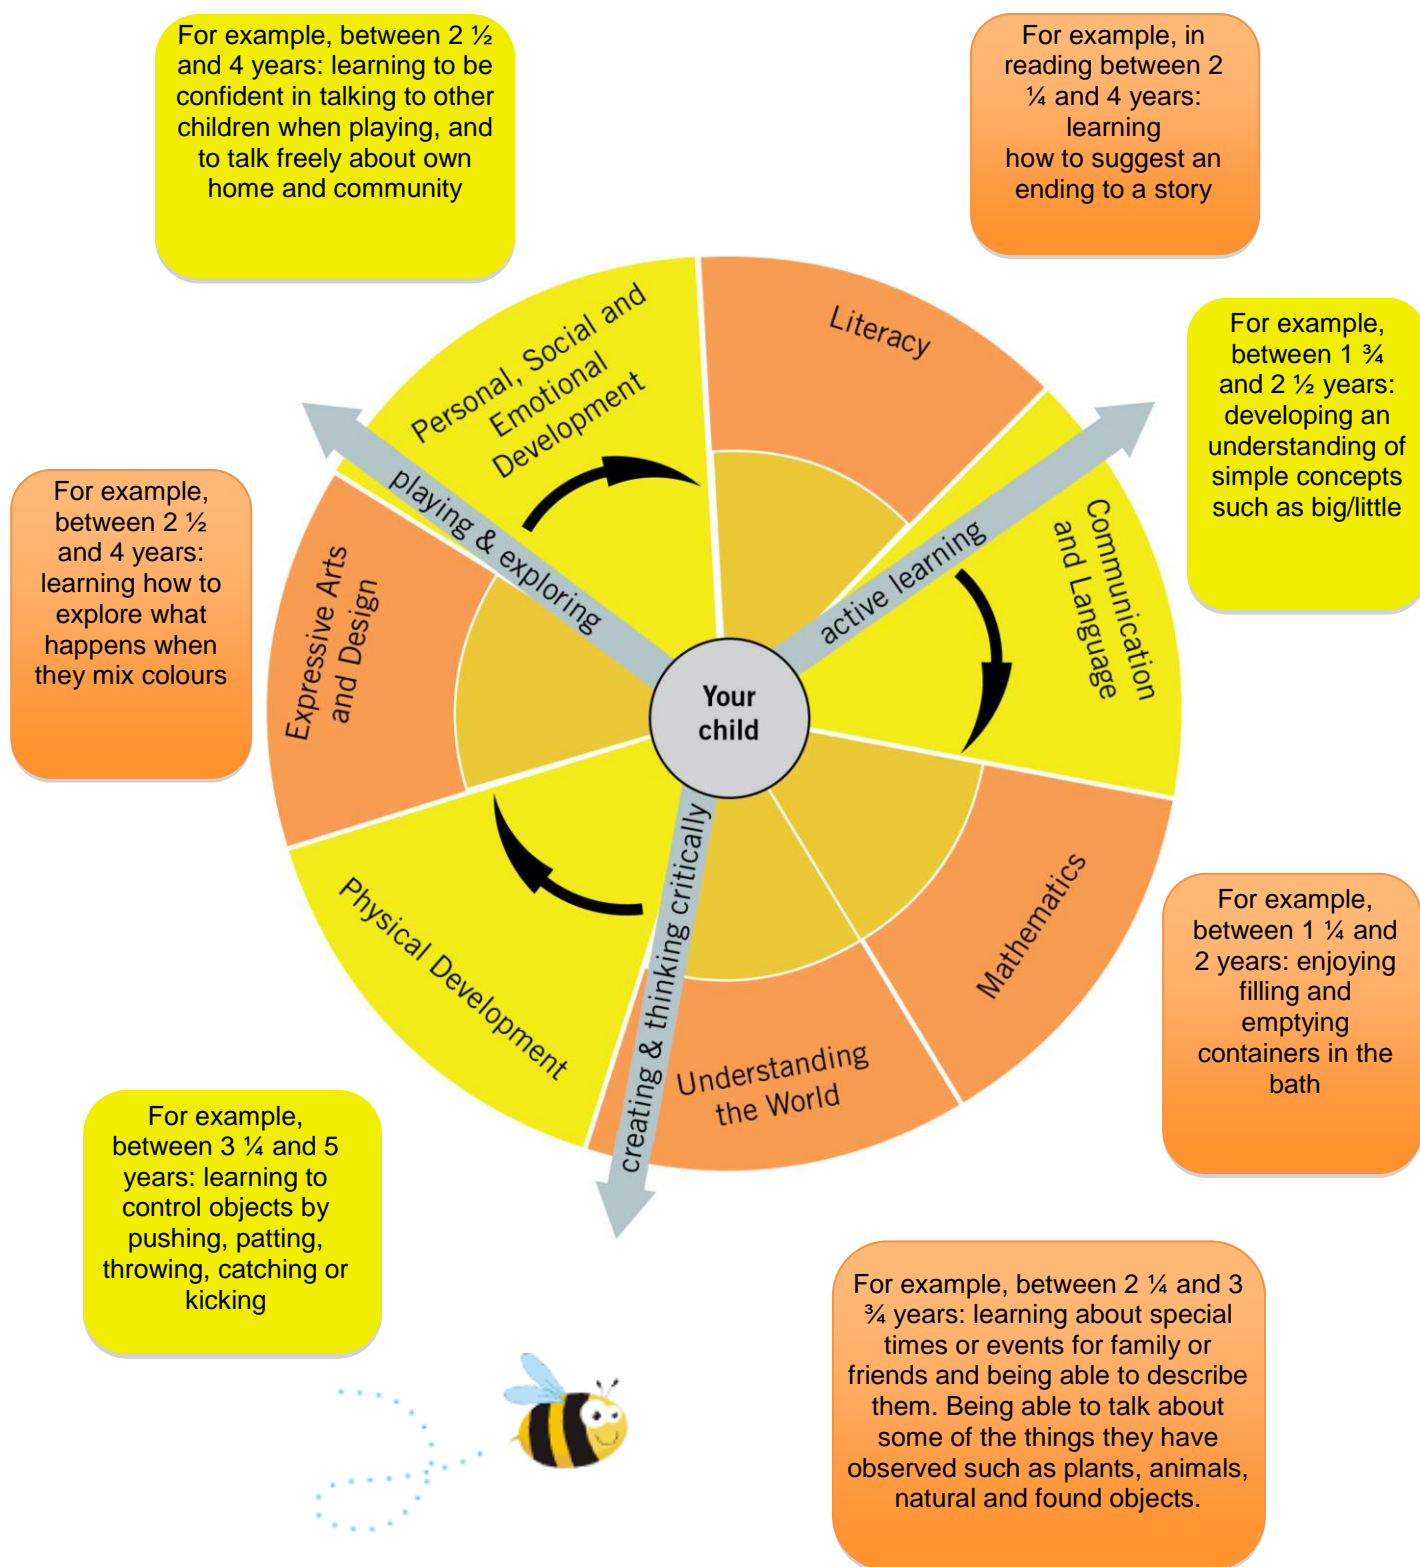 For example, between 2 ½
and 4 years: learning to be
confident in talking to other
children when playing, and
to talk freely about own
home and community
For example, in
reading between 2
¼ and 4 years:
learning
how to suggest an
ending to a story
For example,
between 1 ¾
and 2 ½ years:
developing an
understanding of
simple concepts
such as big/little
For example,
between 2 ½
and 4 years:
learning how to
explore what
happens when
they mix colours
Personal, Social and
Emotional
Development
Literacy
Communication
and Language
Mathematics
Understanding
the World
Physical Development
Expressive Arts
and Design
playing & exploring
active learning
creating & thinking critically
Your
child
For example,
between 1 ¼ and
2 years: enjoying
filling and
emptying
containers in the
bath
For example,
between 3 ¼ and 5
years: learning to
control objects by
pushing, patting,
throwing, catching or
kicking
For example, between 2 ¼ and 3
¾ years: learning about special
times or events for family or
friends and being able to describe
them. Being able to talk about
some of the things they have
observed such as plants, animals,
natural and found objects.